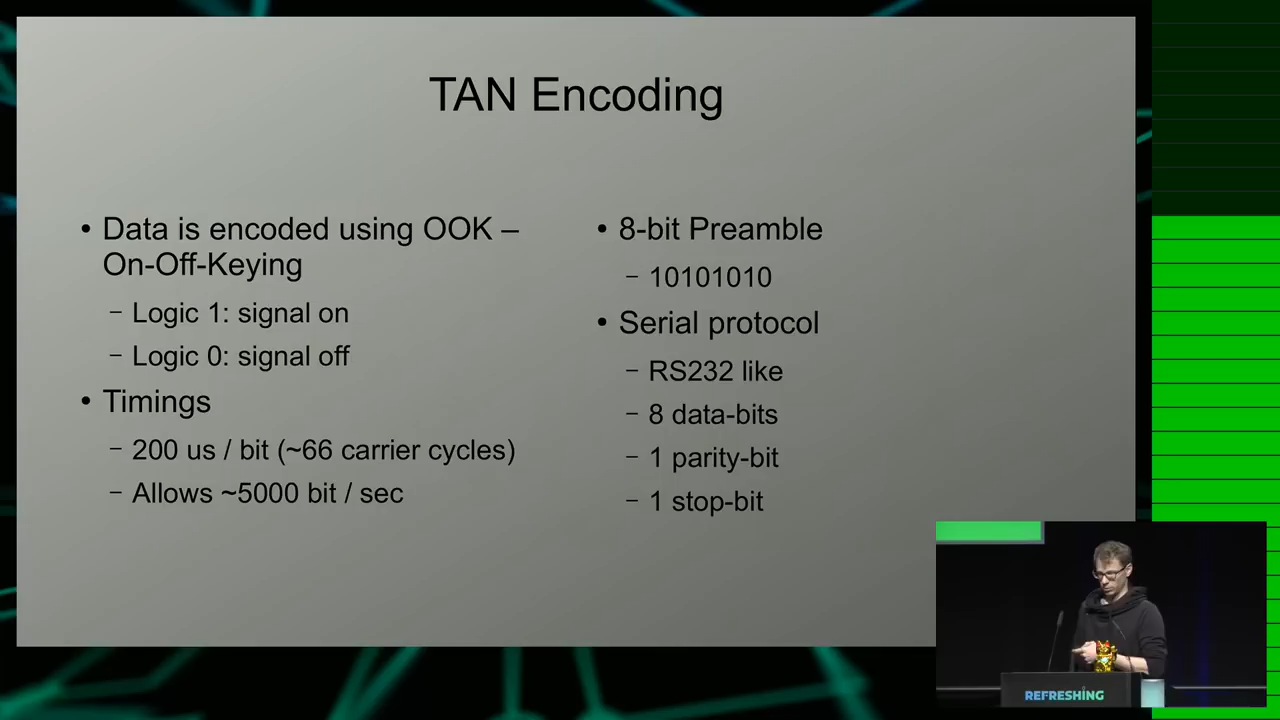 TAN Encoding
• Data is encoded using OOK –
On-Off-Keying
– Logic 1: signal on
– Logic 0: signal off
• Timings
– 200 us / bit (~66 carrier cycles)
– Allows ~5000 bit / sec
• 8-bit Preamble
– 10101010
• Serial protocol
– RS232 like
– 8 data-bits
– 1 parity-bit
– 1 stop-bit
REFRESHING